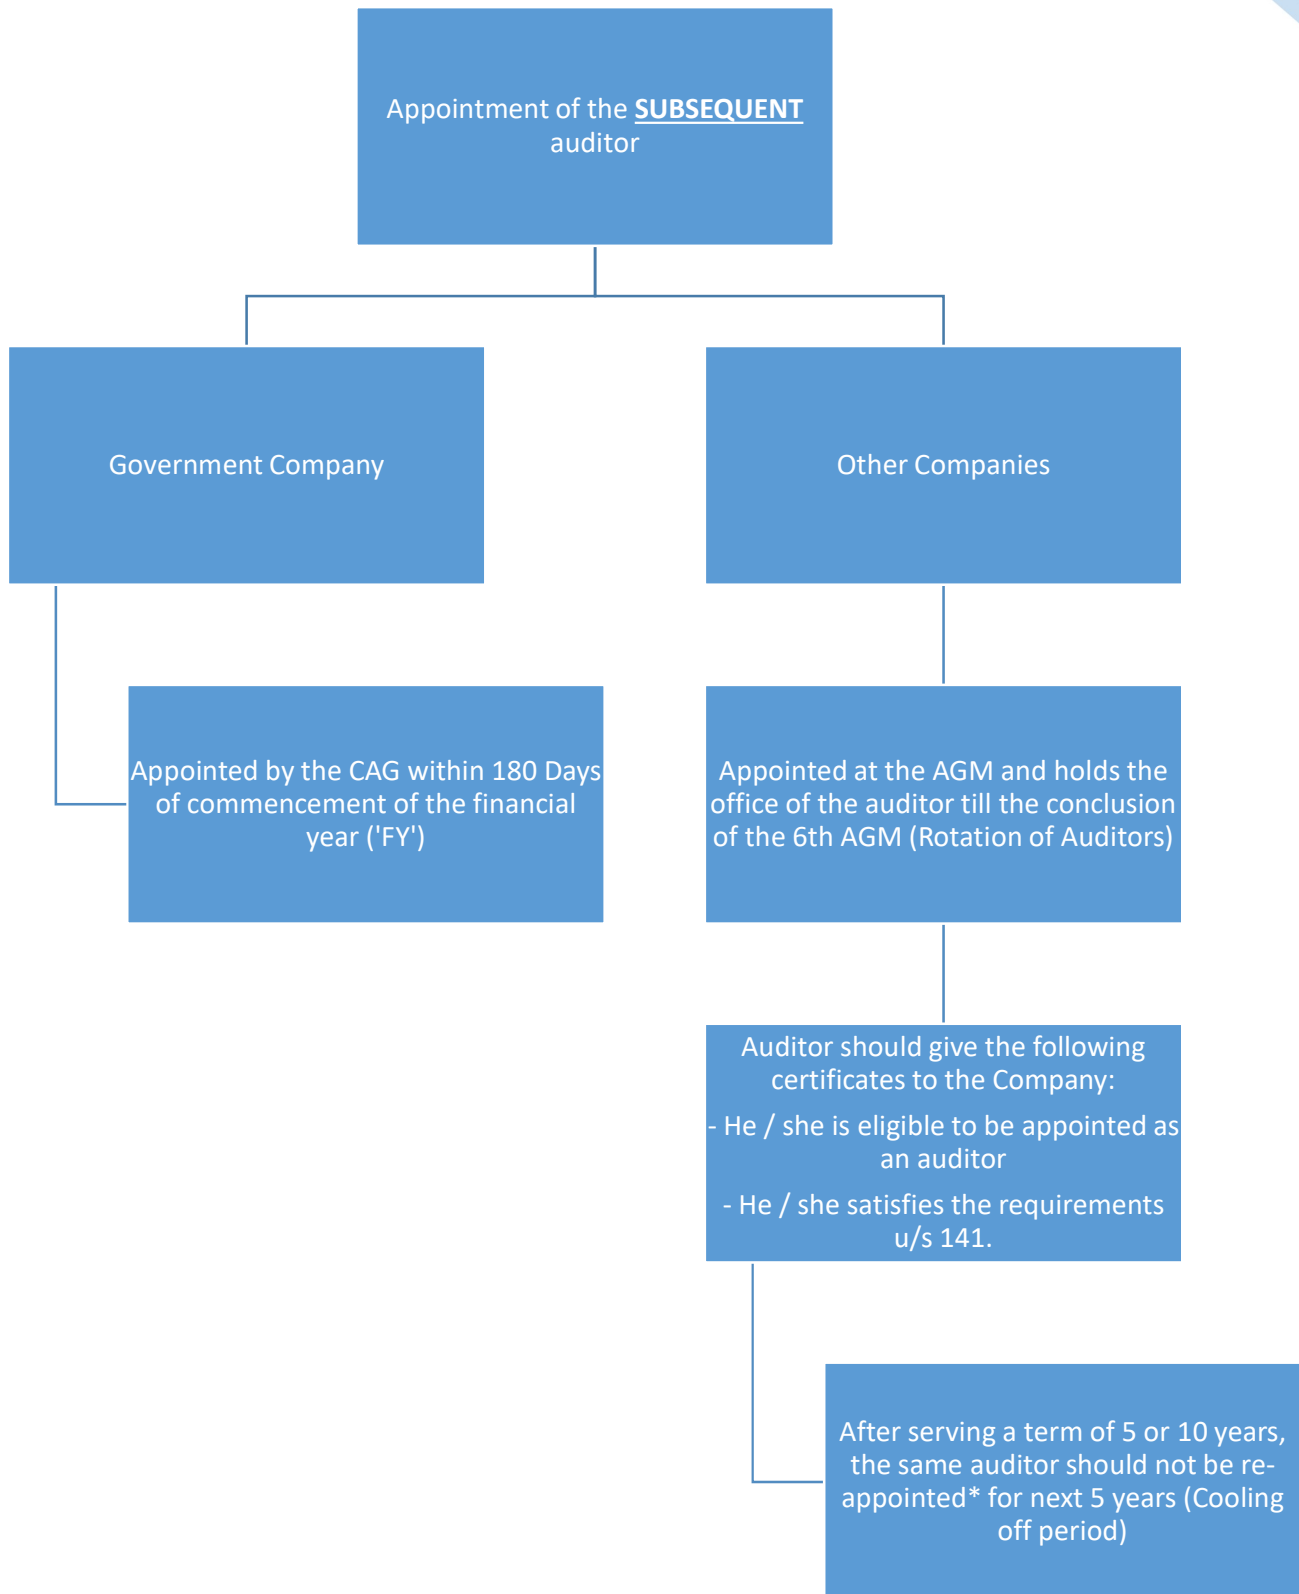 Appointment of the SUBSEQUENT
auditor
Government Company
Other Companies
Appointed by the CAG within 180 Days
of commencement of the financial
year ('FY')
Appointed at the AGM and holds the
office of the auditor till the conclusion
of the 6th AGM (Rotation of Auditors)
Auditor should give the following
certificates to the Company:
- He / she is eligible to be appointed as
an auditor
- He / she satisfies the requirements
u/s 141.
After serving a term of 5 or 10 years,
the same auditor should not be re-
appointed* for next 5 years (Cooling
off period)